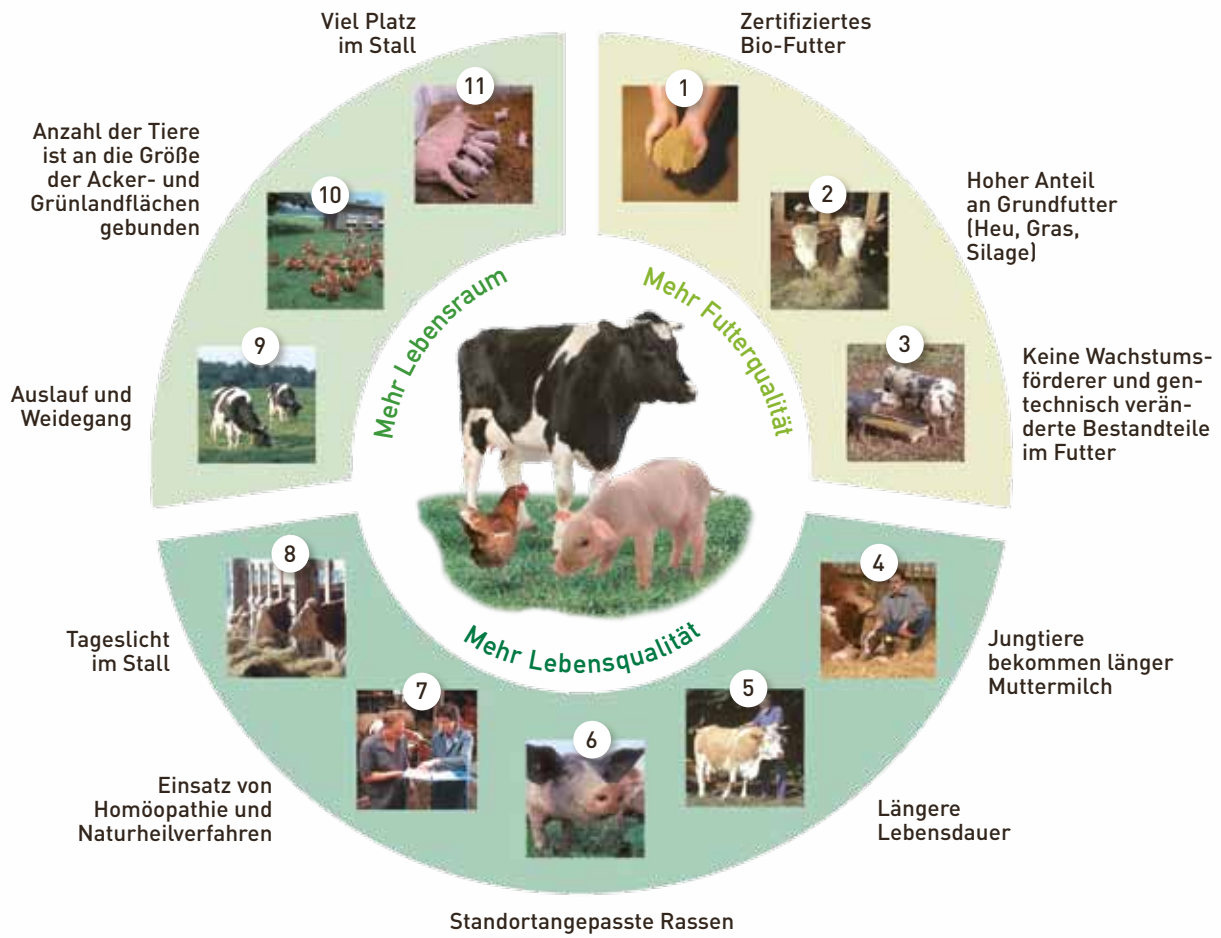 Zertifiziertes
Bio-Futter
1
Hoher Anteil
an Grundfutter
(Heu, Gras,
Silage)
2
Keine Wachstums-
förderer und gen-
technisch verän-
derte Bestandteile
im Futter
3
Mehr Futterqualität
Jungtiere
bekommen länger
Muttermilch
4
Längere
Lebensdauer
5
Standortangepasste Rassen
6
Einsatz von
Homöopathie und
Naturheilverfahren
7
Tageslicht
im Stall
8
Mehr Lebensqualität
Auslauf und
Weidegang
9
Anzahl der Tiere
ist an die Größe
der Acker- und
Grünlandflächen
gebunden
10
Viel Platz
im Stall
11
Mehr Lebensraum